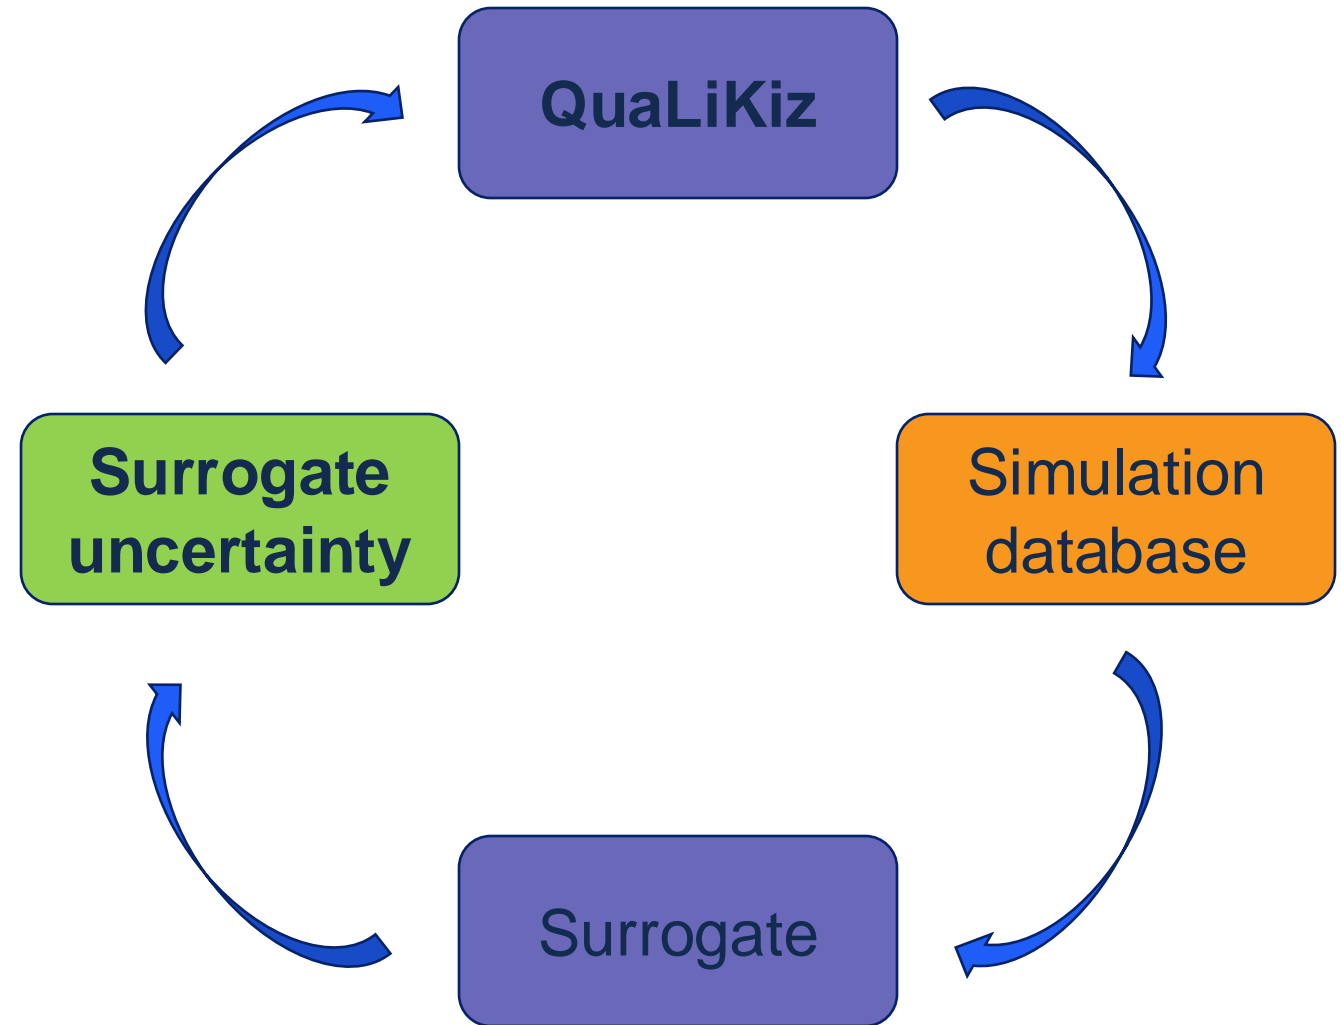 QuaLiKiz
Surrogate
uncertainty
Simulation
database
Surrogate